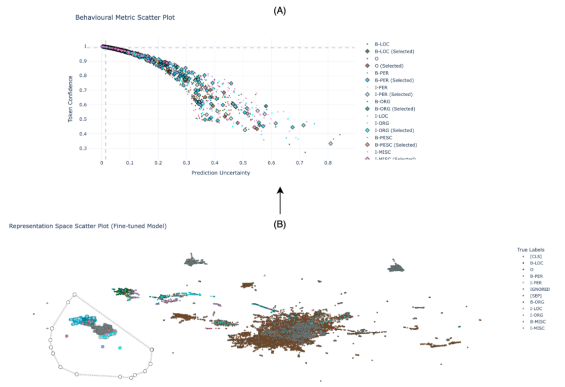 (A)
Behavioural Metric Scatter Plot
Token Confidence
1
0.9
0.8
0.7
0.6
0.5
0.4
0.3
0
0.1
0.2
0.3
0.4
0.5
0.6
0.7
0.8
Prediction Uncertainty
B-LOC
B-LOC (Selected)
O
O (Selected)
B-PER
B-PER (Selected)
I-PER
I-PER (Selected)
B-ORG
B-ORG (Selected)
I-LOC
I-ORG
I-ORG (Selected)
B-PESC
B-PESC (Selected)
I-MISC
I-MISC (Selected)
(B)
Representation Space Scatter Plot (Fine-tuned Model)
True Labels
[CLS]
B-LOC
O
B-PER
I-PER
IGNORED
[SEP]
B-ORG
I-LOC
I-ORG
B-MISC
I-MISC